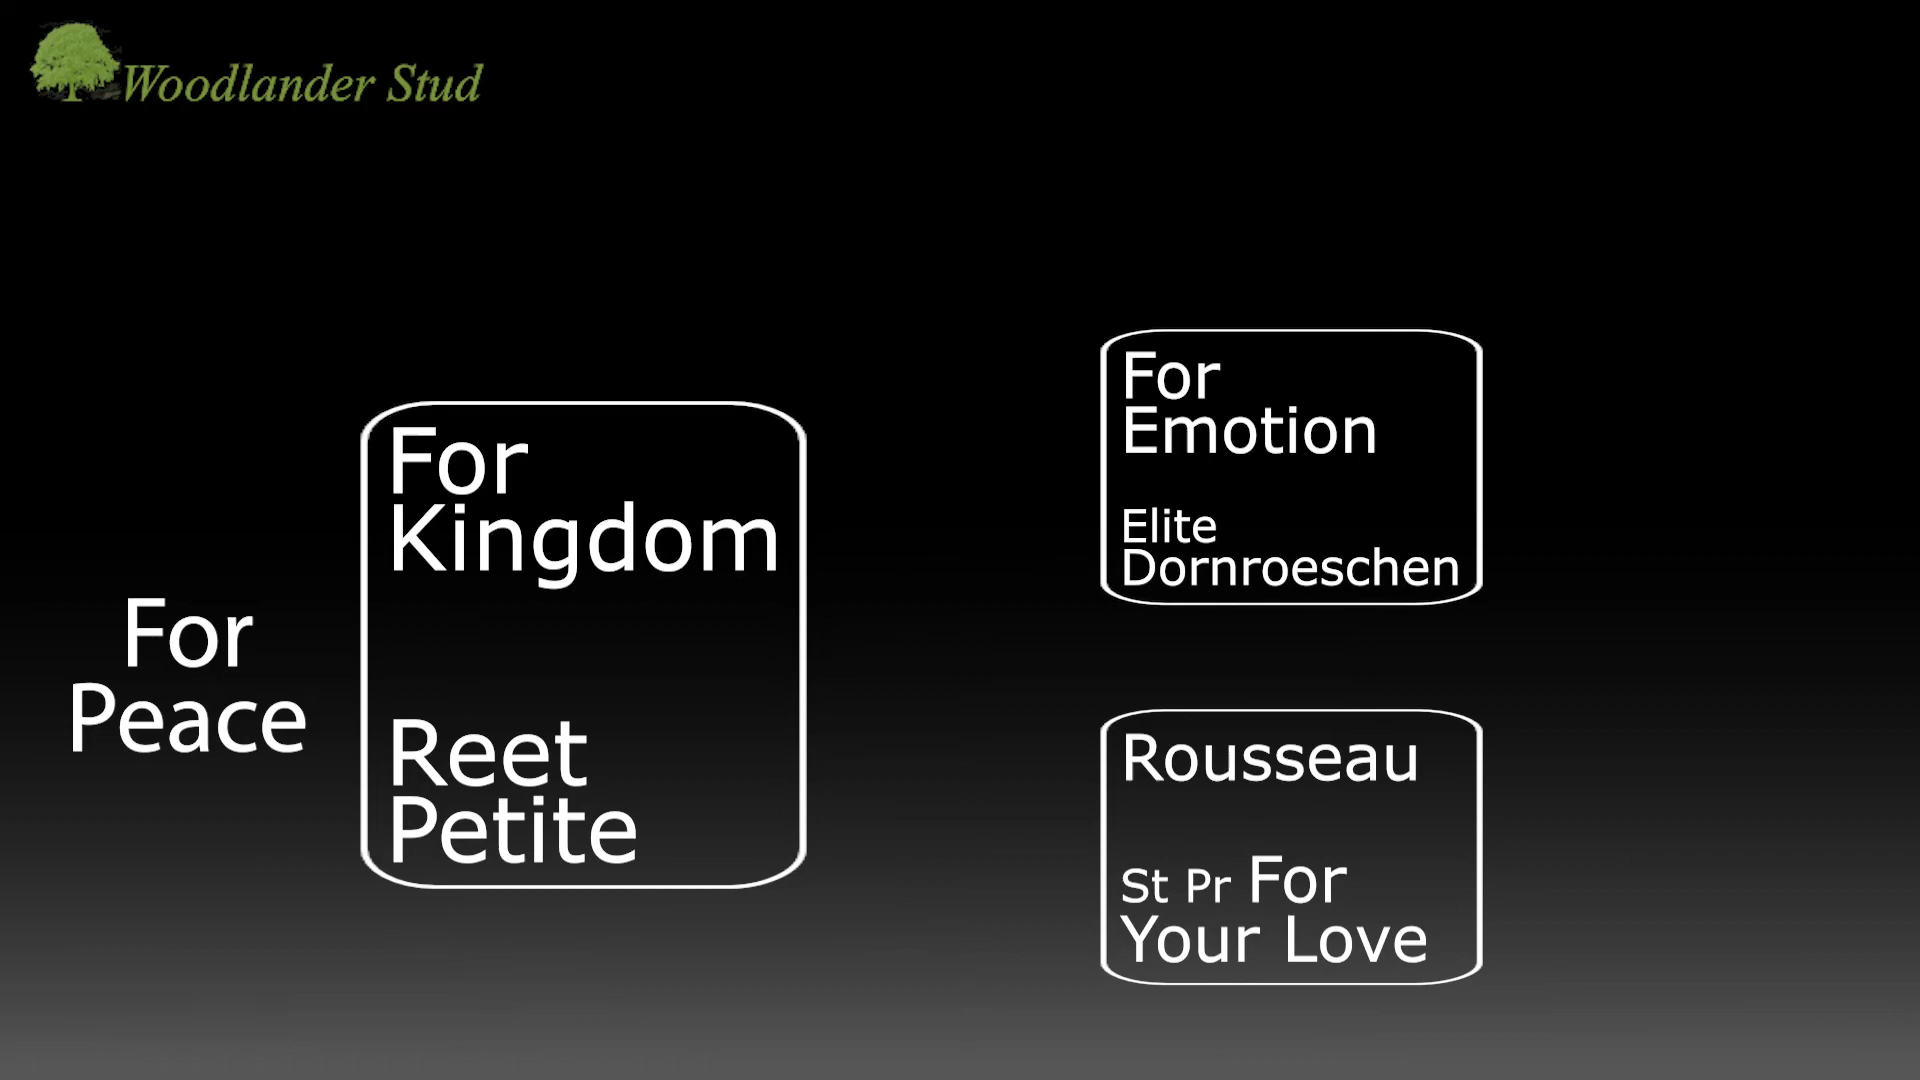 Woodlander Stud
For
Peace
For
Kingdom
Reet
Petite
For
Emotion
Elite
Dornroeschen
Rousseau
St Pr For
Your Love